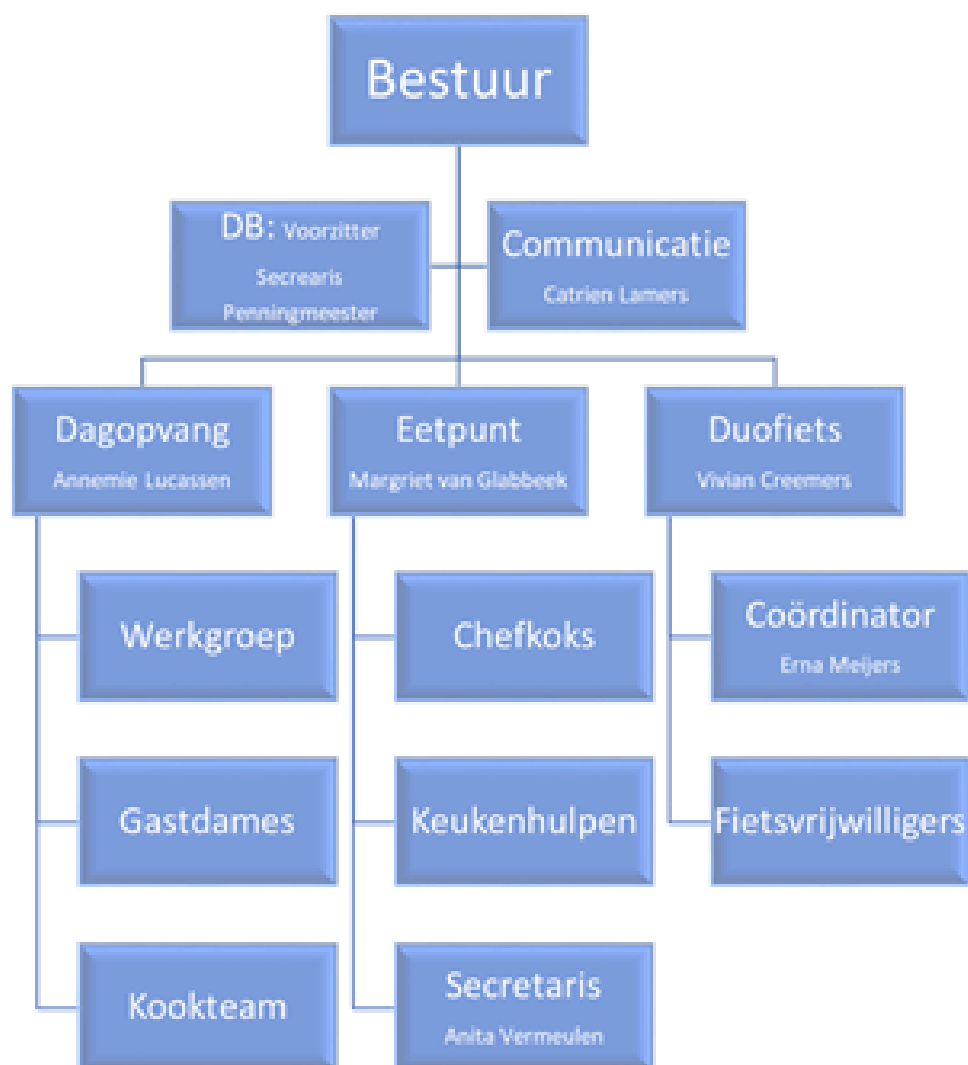 Bestuur
DB: Voorzitter
Secrearis
Penningmeester
Communicatie
Catrien Lamers
Dagopvang
Annemie Lucassen
Eetpunt
Margriet van Glabbeek
Duofiets
Vivian Creemers
Werkgroep
Chefkoks
Coördinator
Erna Meijers
Gastdames
Keukenhulpen
Fietsvrijwilligers
Kookteam
Secretaris
Anita Vermeulen